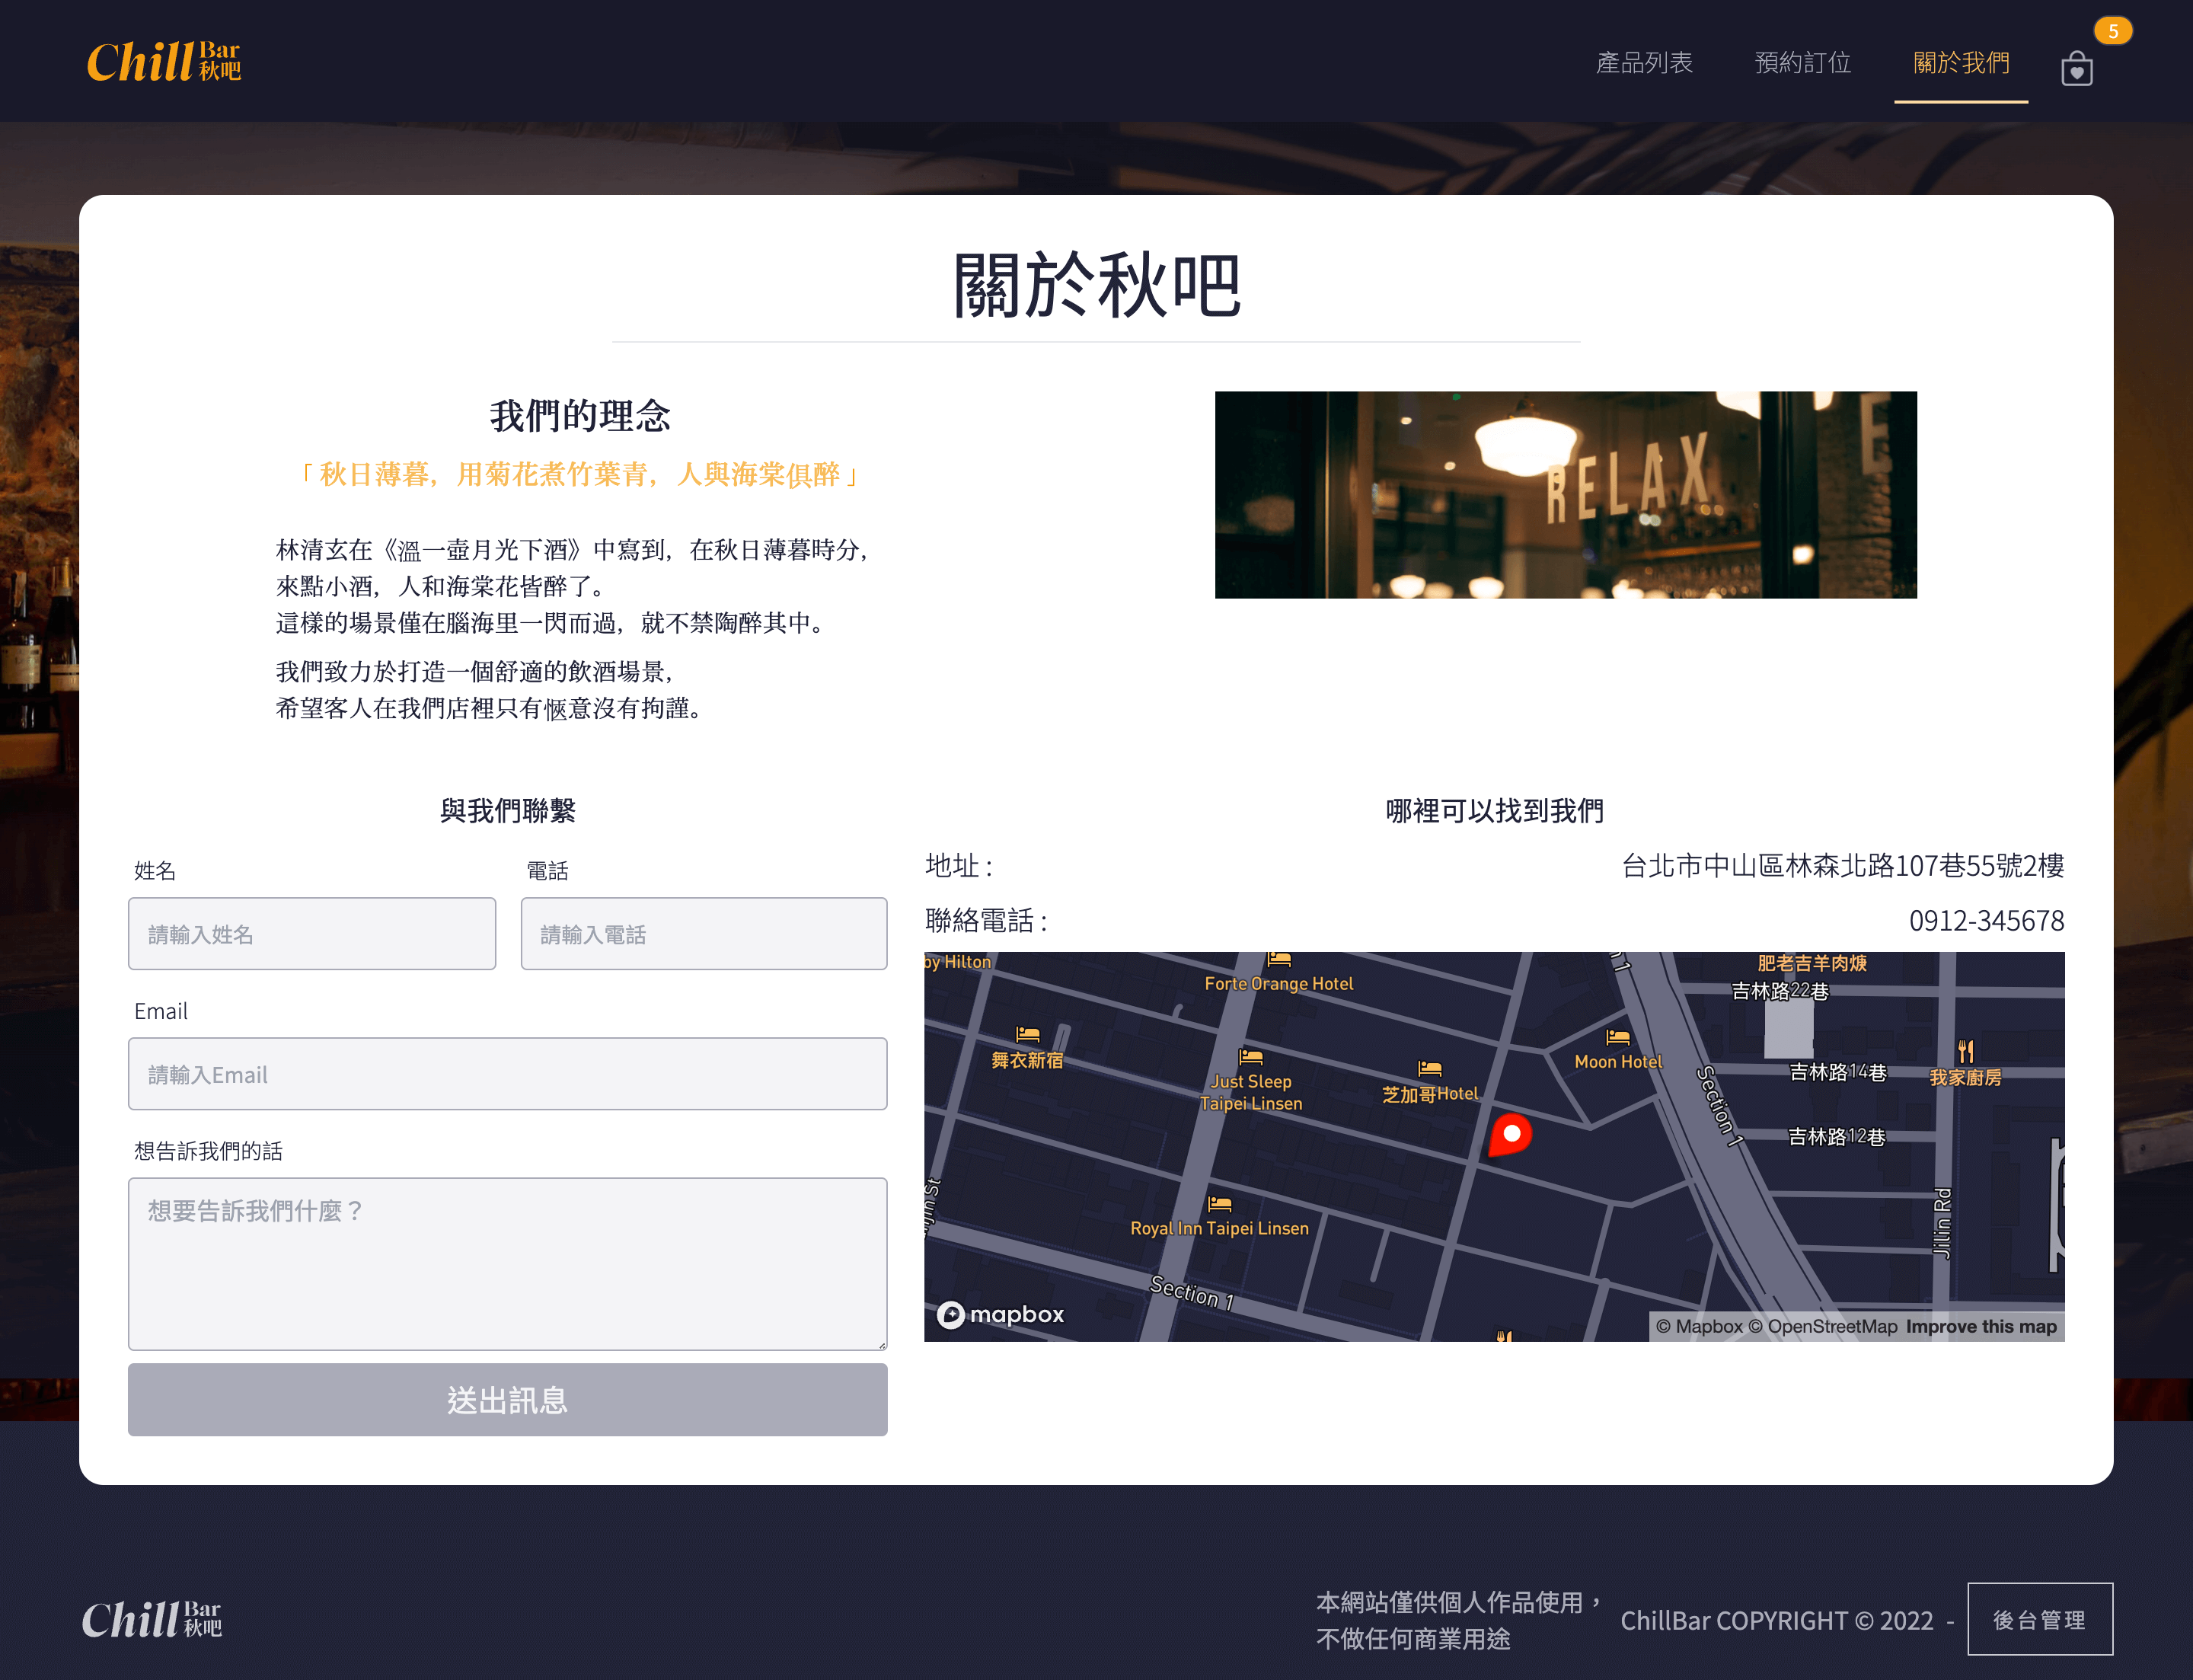 Chill Bar 秋吧
產品列表
預約訂位
關於我們
5
關於秋吧
我們的理念
「秋日薄暮，用菊花煮竹葉青，人與海棠俱醉」
林清玄在《溫一壺月光下酒》中寫到，在秋日薄暮時分，
來點小酒，人和海棠花皆醉了。
這樣的場景僅在腦海里一閃而過，就不禁陶醉其中。
我們致力於打造一個舒適的飲酒場景，
希望客人在我們店裡只有愜意沒有拘謹。
RELAX
與我們聯繫
姓名
電話
請輸入姓名
請輸入電話
Email
請輸入Email
想告訴我們的話
想要告訴我們什麼？
送出訊息
哪裡可以找到我們
地址 :
台北市中山區林森北路107巷55號2樓
聯絡電話 :
0912-345678
by Hilton
Forte Orange Hotel
肥老吉羊肉焿
吉林路22巷
舞衣新宿
Just Sleep
Taipei Linsen
芝加哥Hotel
Moon Hotel
Section 1
吉林路14巷
我家廚房
吉林路12巷
Royal Inn Taipei Linsen
Jilin Rd
Section 1
mapbox
© Mapbox © OpenStreetMap Improve this map
Chill Bar 秋吧
本網站僅供個人作品使用，
不做任何商業用途
ChillBar COPYRIGHT © 2022 -
後台管理